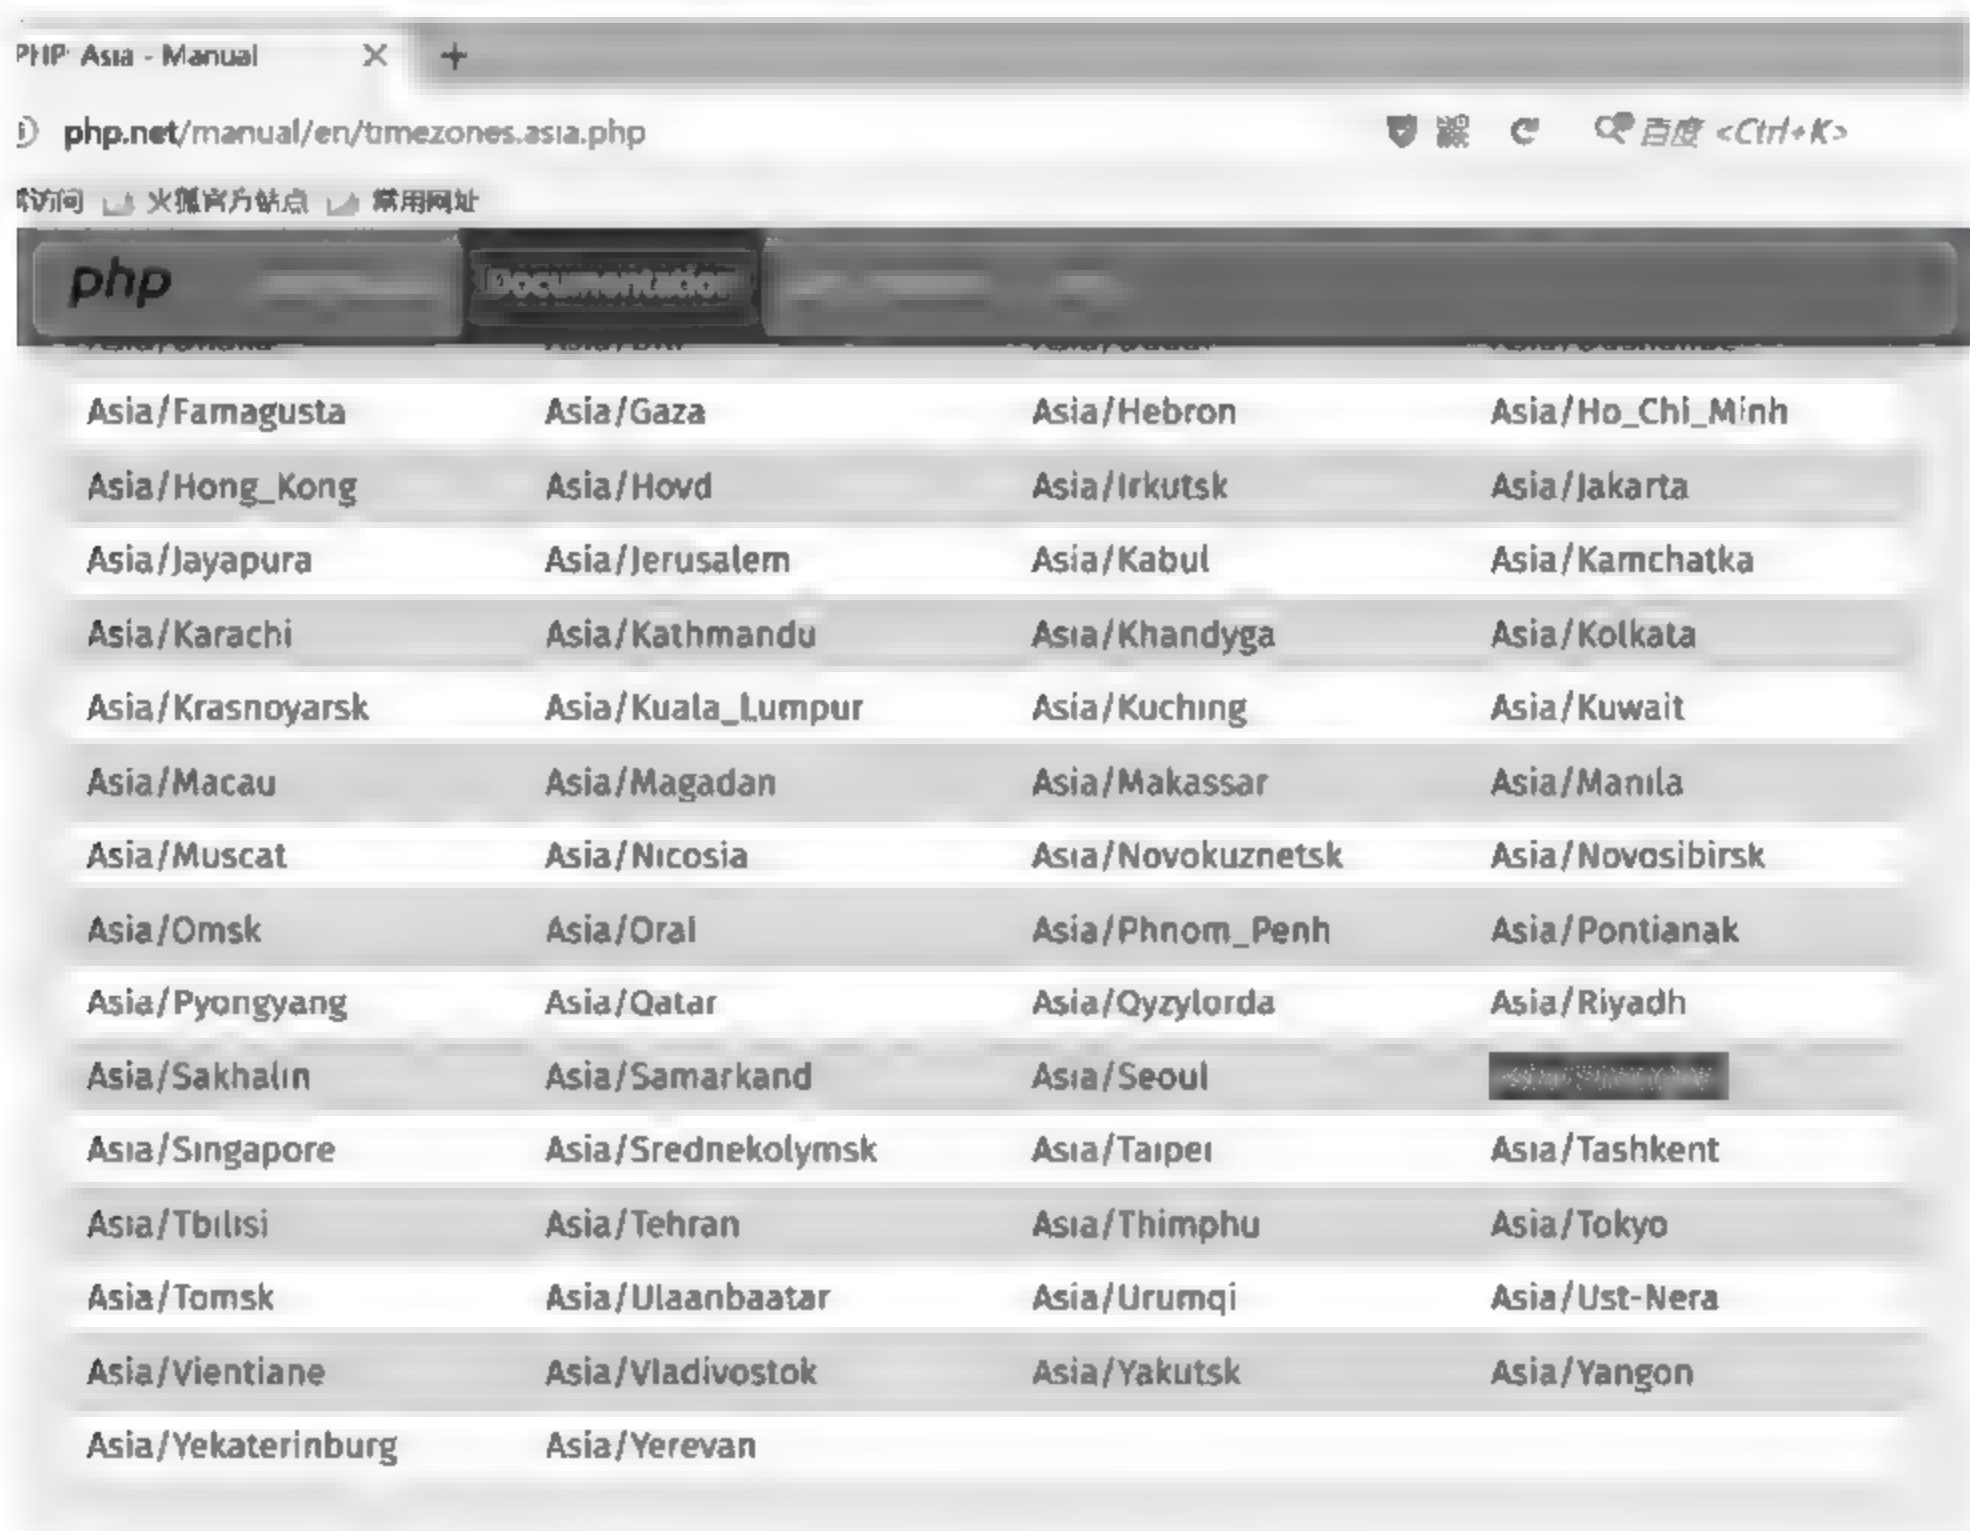 PHP: Asia - Manual × +
php.net/manual/en/timezones.asia.php 百度 <Ctrl+K>
访问 火狐官方站点 常用网址
php Documentation
Asia/Famagusta Asia/Gaza Asia/Hebron Asia/Ho_Chi_Minh
Asia/Hong_Kong Asia/Hovd Asia/Irkutsk Asia/Jakarta
Asia/Jayapura Asia/Jerusalem Asia/Kabul Asia/Kamchatka
Asia/Karachi Asia/Kathmandu Asia/Khandyga Asia/Kolkata
Asia/Krasnoyarsk Asia/Kuala_Lumpur Asia/Kuching Asia/Kuwait
Asia/Macau Asia/Magadan Asia/Makassar Asia/Manila
Asia/Muscat Asia/Nicosia Asia/Novokuznetsk Asia/Novosibirsk
Asia/Omsk Asia/Oral Asia/Phnom_Penh Asia/Pontianak
Asia/Pyongyang Asia/Qatar Asia/Qyzylorda Asia/Riyadh
Asia/Sakhalin Asia/Samarkand Asia/Seoul
Asia/Singapore Asia/Srednekolymsk Asia/Taipei Asia/Tashkent
Asia/Tbilisi Asia/Tehran Asia/Thimphu Asia/Tokyo
Asia/Tomsk Asia/Ulaanbaatar Asia/Urumqi Asia/Ust-Nera
Asia/Vientiane Asia/Vladivostok Asia/Yakutsk Asia/Yangon
Asia/Yekaterinburg Asia/Yerevan